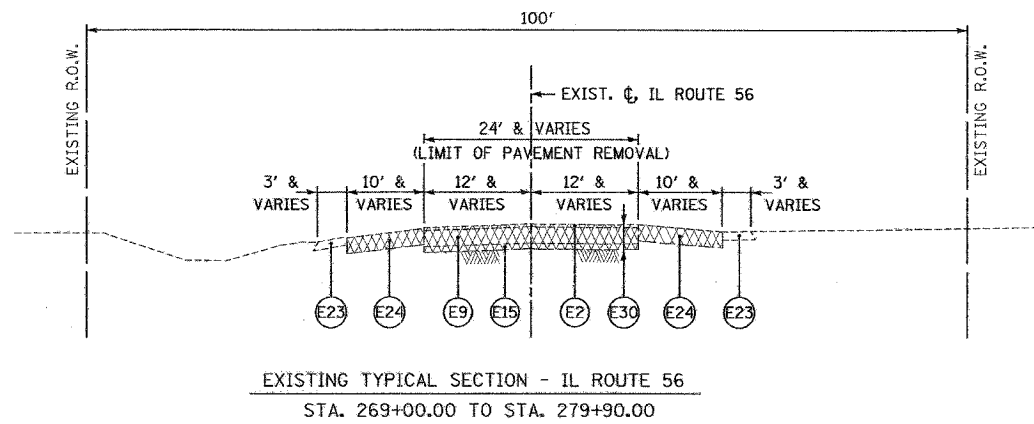 100'
EXISTING R.O.W.
EXISTING R.O.W.
EXIST. ℄, IL ROUTE 56
24' & VARIES
(LIMIT OF PAVEMENT REMOVAL)
3' & VARIES
10' & VARIES
12' & VARIES
12' & VARIES
10' & VARIES
3' & VARIES
E23 E24 E9 E15 E2 E30 E24 E23
EXISTING TYPICAL SECTION - IL ROUTE 56
STA. 269+00.00 TO STA. 279+90.00